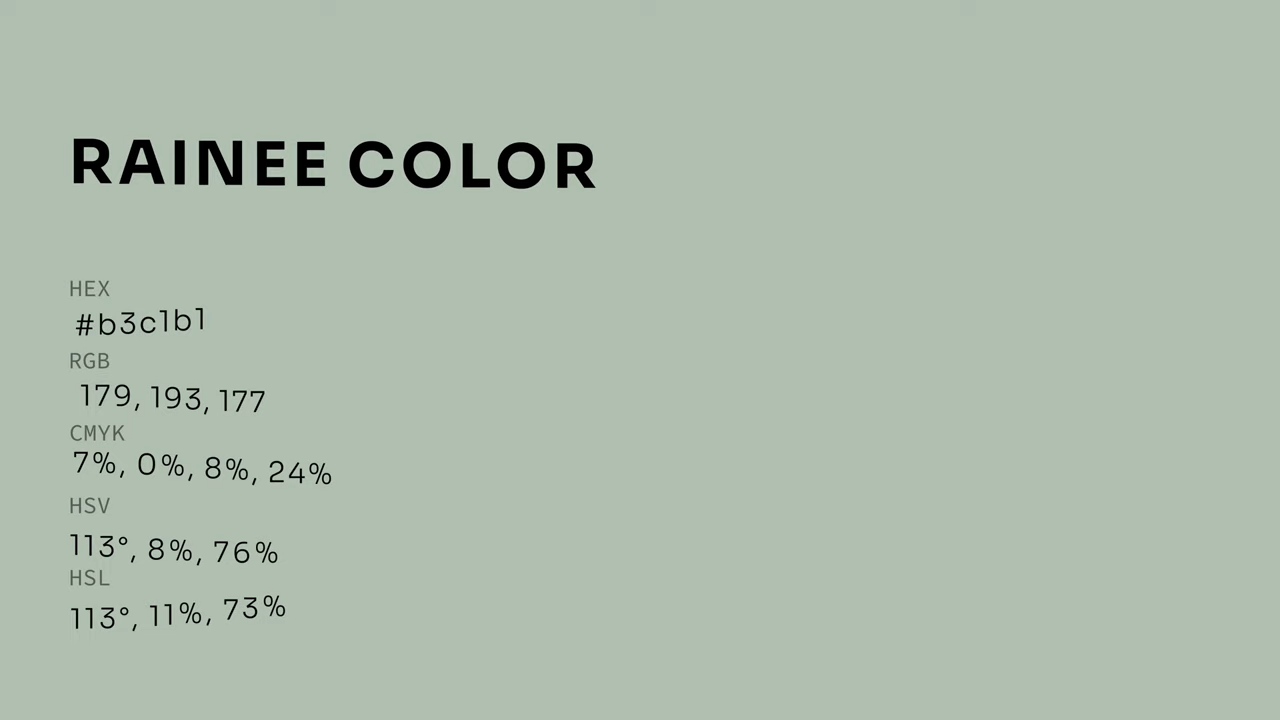 RAINEE COLOR
HEX
#b3c1b1
RGB
179, 193, 177
CMYK
7%, 0%, 8%, 24%
HSV
113°, 8%, 76%
HSL
113°, 11%, 73%